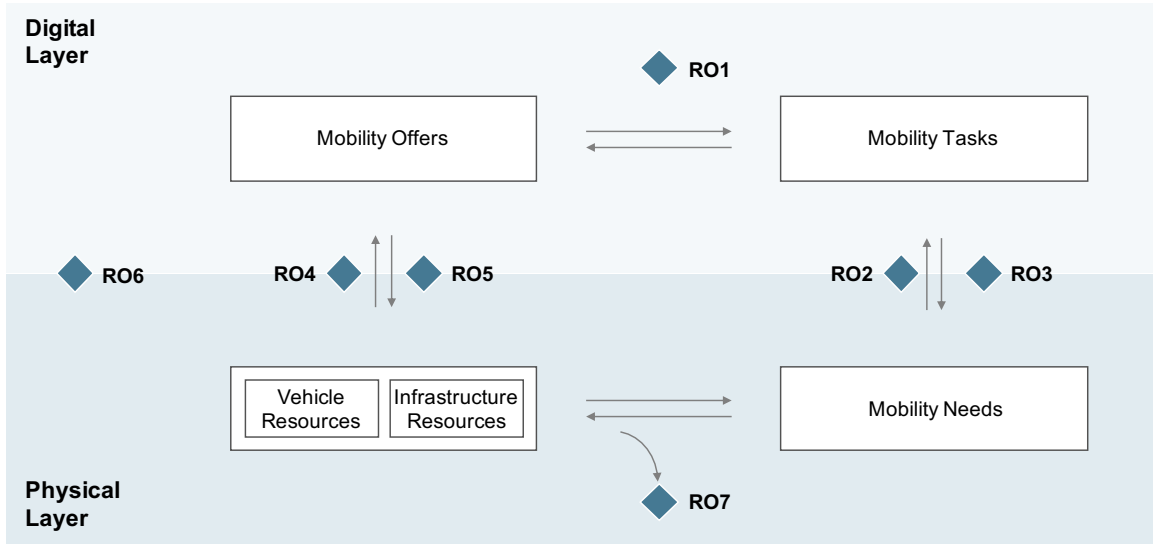 Digital
Layer
RO1
Mobility Offers
Mobility Tasks
RO6
RO4
RO5
RO2
RO3
Vehicle
Resources
Infrastructure
Resources
Mobility Needs
Physical
Layer
RO7